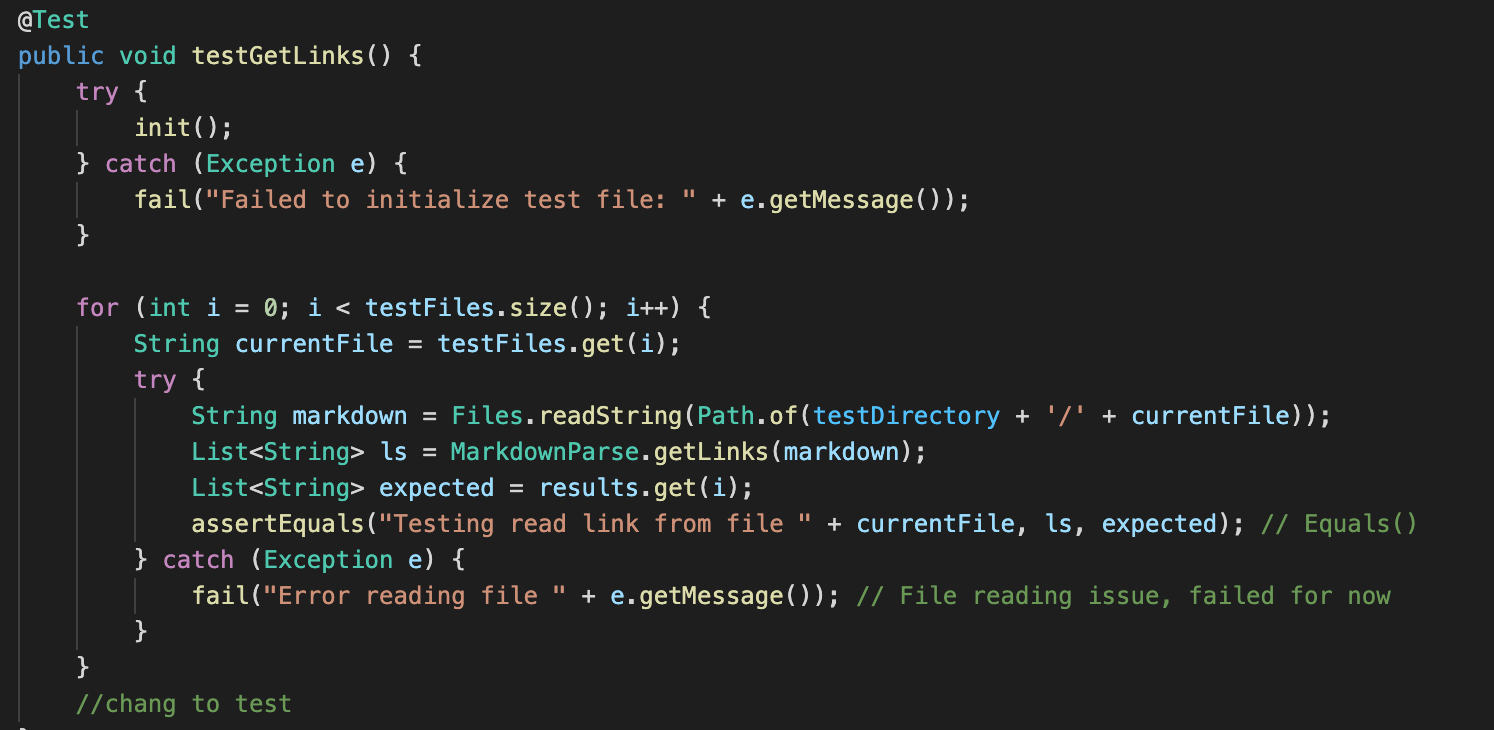 @Test
public void testGetLinks() {
    try {
        init();
    } catch (Exception e) {
        fail("Failed to initialize test file: " + e.getMessage());
    }

    for (int i = 0; i < testFiles.size(); i++) {
        String currentFile = testFiles.get(i);
        try {
            String markdown = Files.readString(Path.of(testDirectory + '/' + currentFile));
            List<String> ls = MarkdownParse.getLinks(markdown);
            List<String> expected = results.get(i);
            assertEquals("Testing read link from file " + currentFile, ls, expected); // Equals()
        } catch (Exception e) {
            fail("Error reading file " + e.getMessage()); // File reading issue, failed for now
        }
    }
    //chang to test